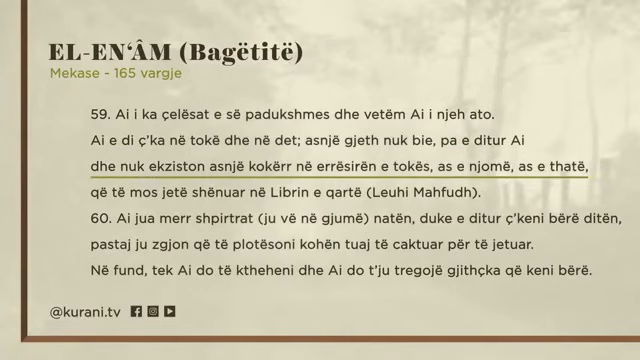 EL-EN‘ÂM (Bagëtitë)
Mekase - 165 vargje
59. Ai i ka çelësat e së padukshmes dhe vetëm Ai i njeh ato.
Ai e di ç’ka në tokë dhe në det; asnjë gjeth nuk bie, pa e ditur Ai
dhe nuk ekziston asnjë kokërr në errësirën e tokës, as e njomë, as e thatë,
që të mos jetë shënuar në Librin e qartë (Leuhi Mahfudh).
60. Ai jua merr shpirtrat (ju vë në gjumë) natën, duke e ditur ç’keni bërë ditën,
pastaj ju zgjon që të plotësoni kohën tuaj të caktuar për të jetuar.
Në fund, tek Ai do të ktheheni dhe Ai do t’ju tregojë gjithçka që keni bërë.
@kurani.tv